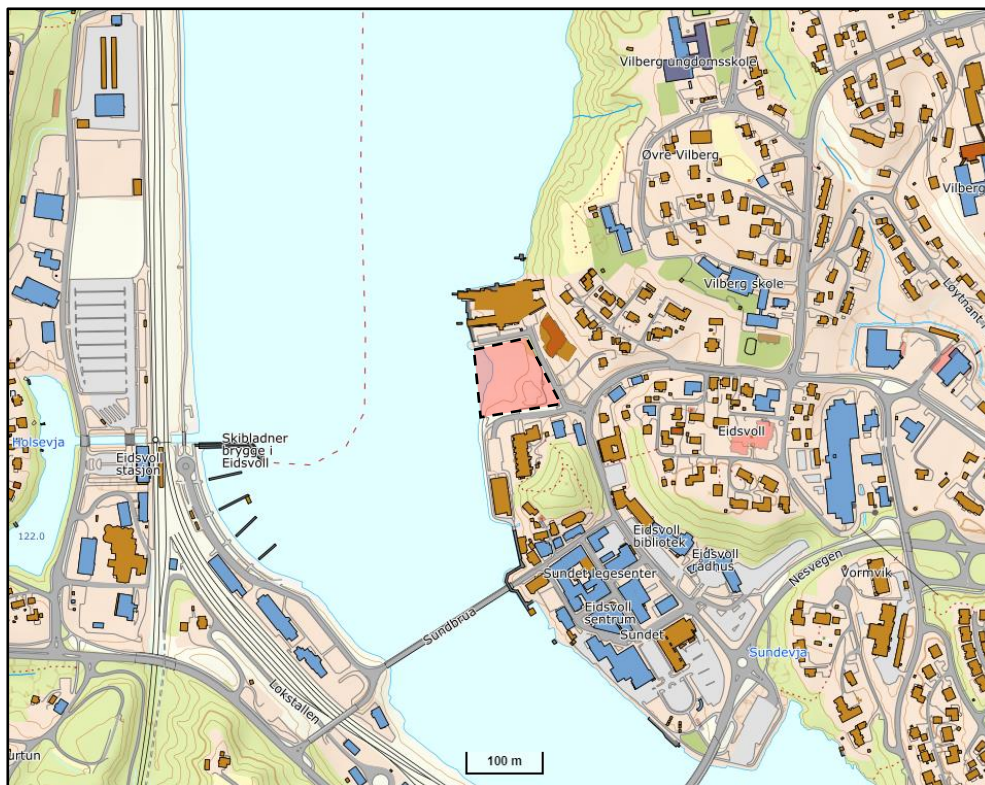 Vilberg ungdomsskole
Øvre Vilberg
Vilberg
Vilberg skole
Løytnant
Holsevja
Eidsvoll
stasjon
Skibladner
brygge i
Eidsvoll
Eidsvoll
122.0
Eidsvoll
bibliotek
Eidsvoll
rådhus
Nesvegen
Sundet legesenter
Vormvik
Eidsvoll
sentrum
Sundbrua
Sundet
Sundevja
Lokstallen
urtun
100 m